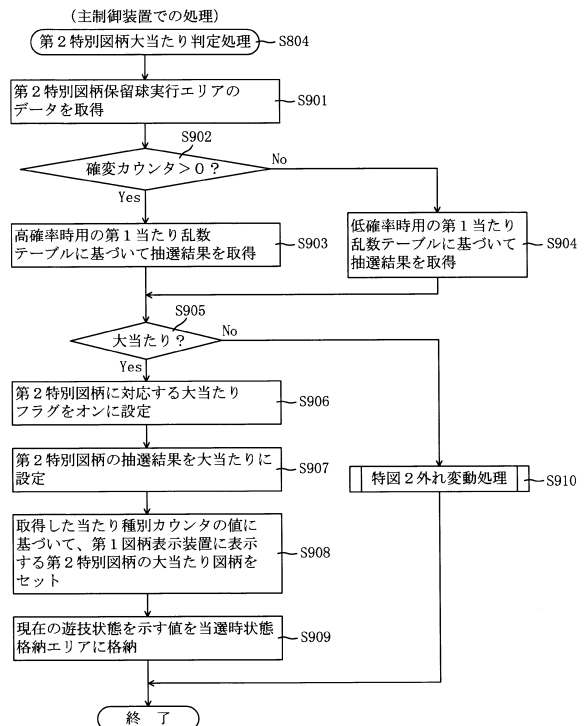 （主制御装置での処理）
第２特別図柄大当たり判定処理
S804
第２特別図柄保留球実行エリアの
データを取得
S901
S902
確変カウンタ＞０？
No
Yes
高確率時用の第１当たり乱数
テーブルに基づいて抽選結果を取得
S903
低確率時用の第１当たり
乱数テーブルに基づいて
抽選結果を取得
S904
S905
大当たり？
No
Yes
第２特別図柄に対応する大当たり
フラグをオンに設定
S906
第２特別図柄の抽選結果を大当たりに
設定
S907
特図２外れ変動処理
S910
取得した当たり種別カウンタの値に
基づいて、第１図柄表示装置に表示
する第２特別図柄の大当たり図柄を
セット
S908
現在の遊技状態を示す値を当選時状態
格納エリアに格納
S909
終　了